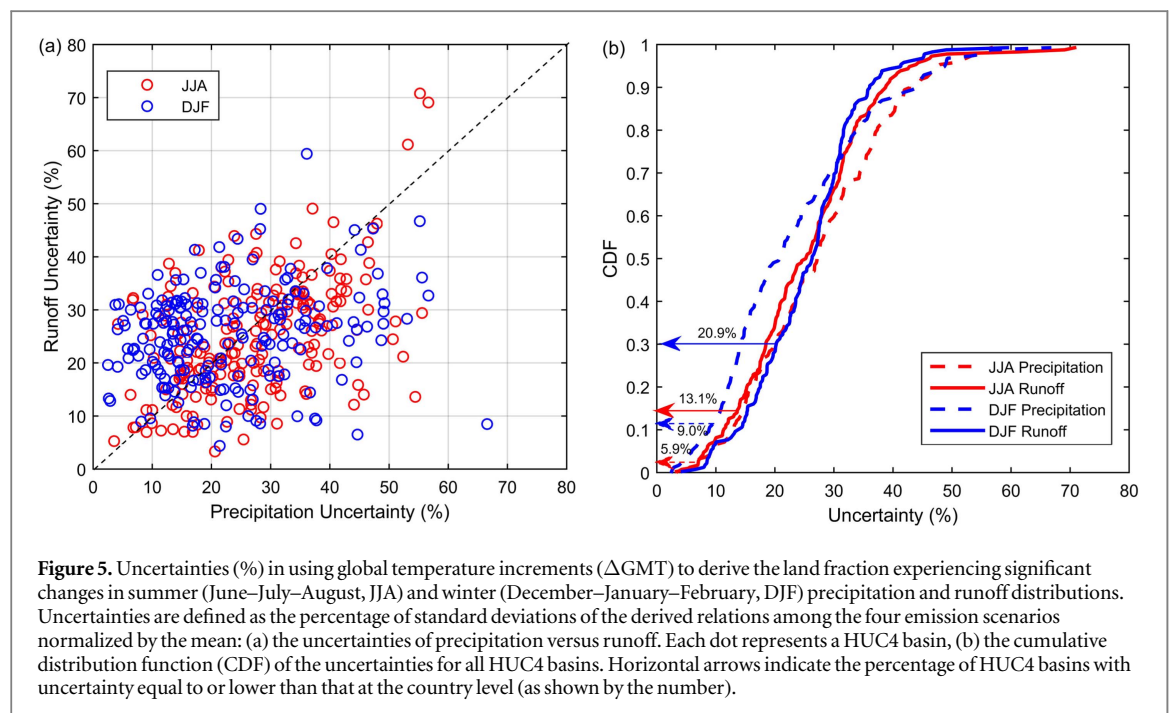 (a)
80
70
60
50
40
30
20
10
0
Runoff Uncertainty (%)
JJA
DJF
0 10 20 30 40 50 60 70 80
Precipitation Uncertainty (%)
(b)
1
0.9
0.8
0.7
0.6
0.5
0.4
0.3
0.2
0.1
0
CDF
20.9%
13.1%
9.0%
5.9%
JJA Precipitation
JJA Runoff
DJF Precipitation
DJF Runoff
0 10 20 30 40 50 60 70 80
Uncertainty (%)
Figure 5. Uncertainties (%) in using global temperature increments (ΔGMT) to derive the land fraction experiencing significant
changes in summer (June–July–August, JJA) and winter (December–January–February, DJF) precipitation and runoff distributions.
Uncertainties are defined as the percentage of standard deviations of the derived relations among the four emission scenarios
normalized by the mean: (a) the uncertainties of precipitation versus runoff. Each dot represents a HUC4 basin, (b) the cumulative
distribution function (CDF) of the uncertainties for all HUC4 basins. Horizontal arrows indicate the percentage of HUC4 basins with
uncertainty equal to or lower than that at the country level (as shown by the number).